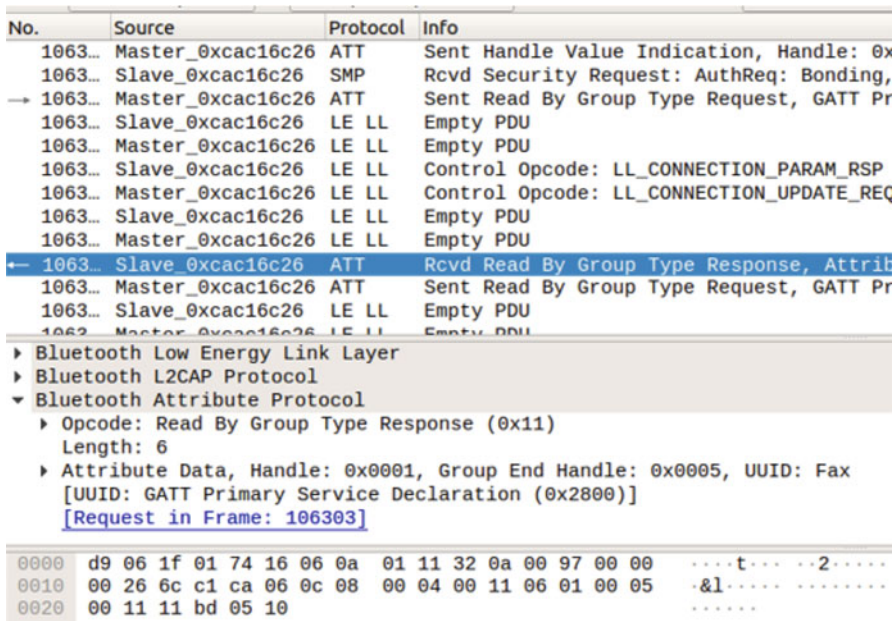 No. Source Protocol Info
1063… Master_0xcac16c26 ATT Sent Handle Value Indication, Handle: 0x
1063… Slave_0xcac16c26 SMP Rcvd Security Request: AuthReq: Bonding,
1063… Master_0xcac16c26 ATT Sent Read By Group Type Request, GATT Pr
1063… Slave_0xcac16c26 LE LL Empty PDU
1063… Master_0xcac16c26 LE LL Empty PDU
1063… Slave_0xcac16c26 LE LL Control Opcode: LL_CONNECTION_PARAM_RSP
1063… Master_0xcac16c26 LE LL Control Opcode: LL_CONNECTION_UPDATE_REQ
1063… Slave_0xcac16c26 LE LL Empty PDU
1063… Master_0xcac16c26 LE LL Empty PDU
1063… Slave_0xcac16c26 ATT Rcvd Read By Group Type Response, Attrib
1063… Master_0xcac16c26 ATT Sent Read By Group Type Request, GATT Pr
1063… Slave_0xcac16c26 LE LL Empty PDU
1063 Master_0xcac16c26 LE LL Empty PDU
Bluetooth Low Energy Link Layer
Bluetooth L2CAP Protocol
Bluetooth Attribute Protocol
Opcode: Read By Group Type Response (0x11)
Length: 6
Attribute Data, Handle: 0x0001, Group End Handle: 0x0005, UUID: Fax
[UUID: GATT Primary Service Declaration (0x2800)]
[Request in Frame: 106303]
0000 d9 06 1f 01 74 16 06 0a 01 11 32 0a 00 97 00 00 ····t··· ··2·····
0010 00 26 6c c1 ca 06 0c 08 00 04 00 11 06 01 00 05 ·&l····· ········
0020 00 11 11 bd 05 10 ······